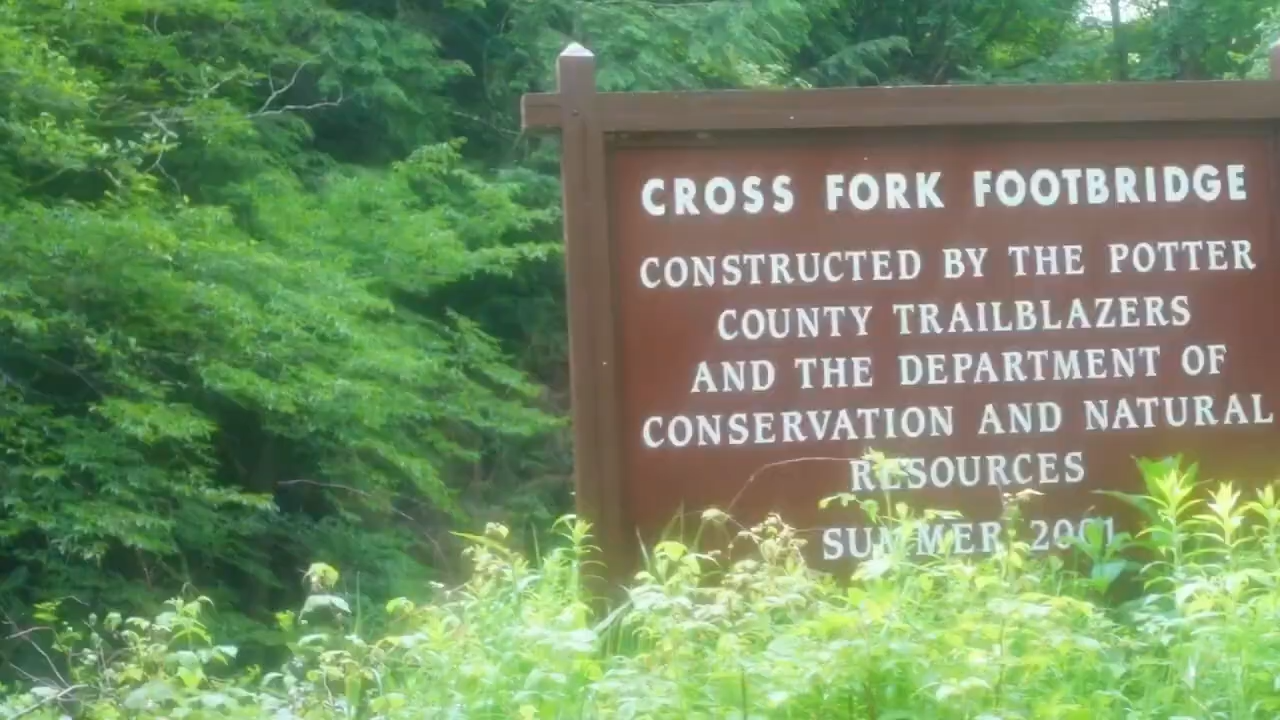 CROSS FORK FOOTBRIDGE
CONSTRUCTED BY THE POTTER
COUNTY TRAILBLAZERS
AND THE DEPARTMENT OF
CONSERVATION AND NATURAL
RESOURCES
SUMMER 2001